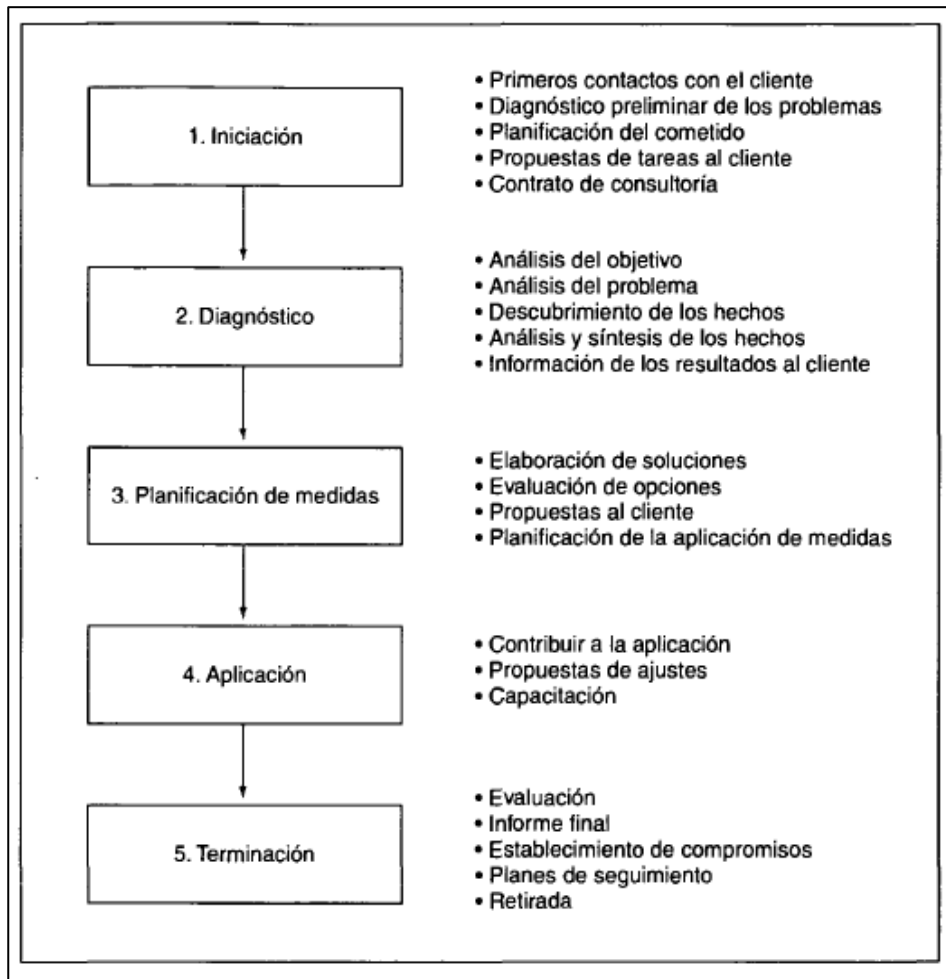 1. Iniciación
• Primeros contactos con el cliente
• Diagnóstico preliminar de los problemas
• Planificación del cometido
• Propuestas de tareas al cliente
• Contrato de consultoría
2. Diagnóstico
• Análisis del objetivo
• Análisis del problema
• Descubrimiento de los hechos
• Análisis y síntesis de los hechos
• Información de los resultados al cliente
3. Planificación de medidas
• Elaboración de soluciones
• Evaluación de opciones
• Propuestas al cliente
• Planificación de la aplicación de medidas
4. Aplicación
• Contribuir a la aplicación
• Propuestas de ajustes
• Capacitación
5. Terminación
• Evaluación
• Informe final
• Establecimiento de compromisos
• Planes de seguimiento
• Retirada